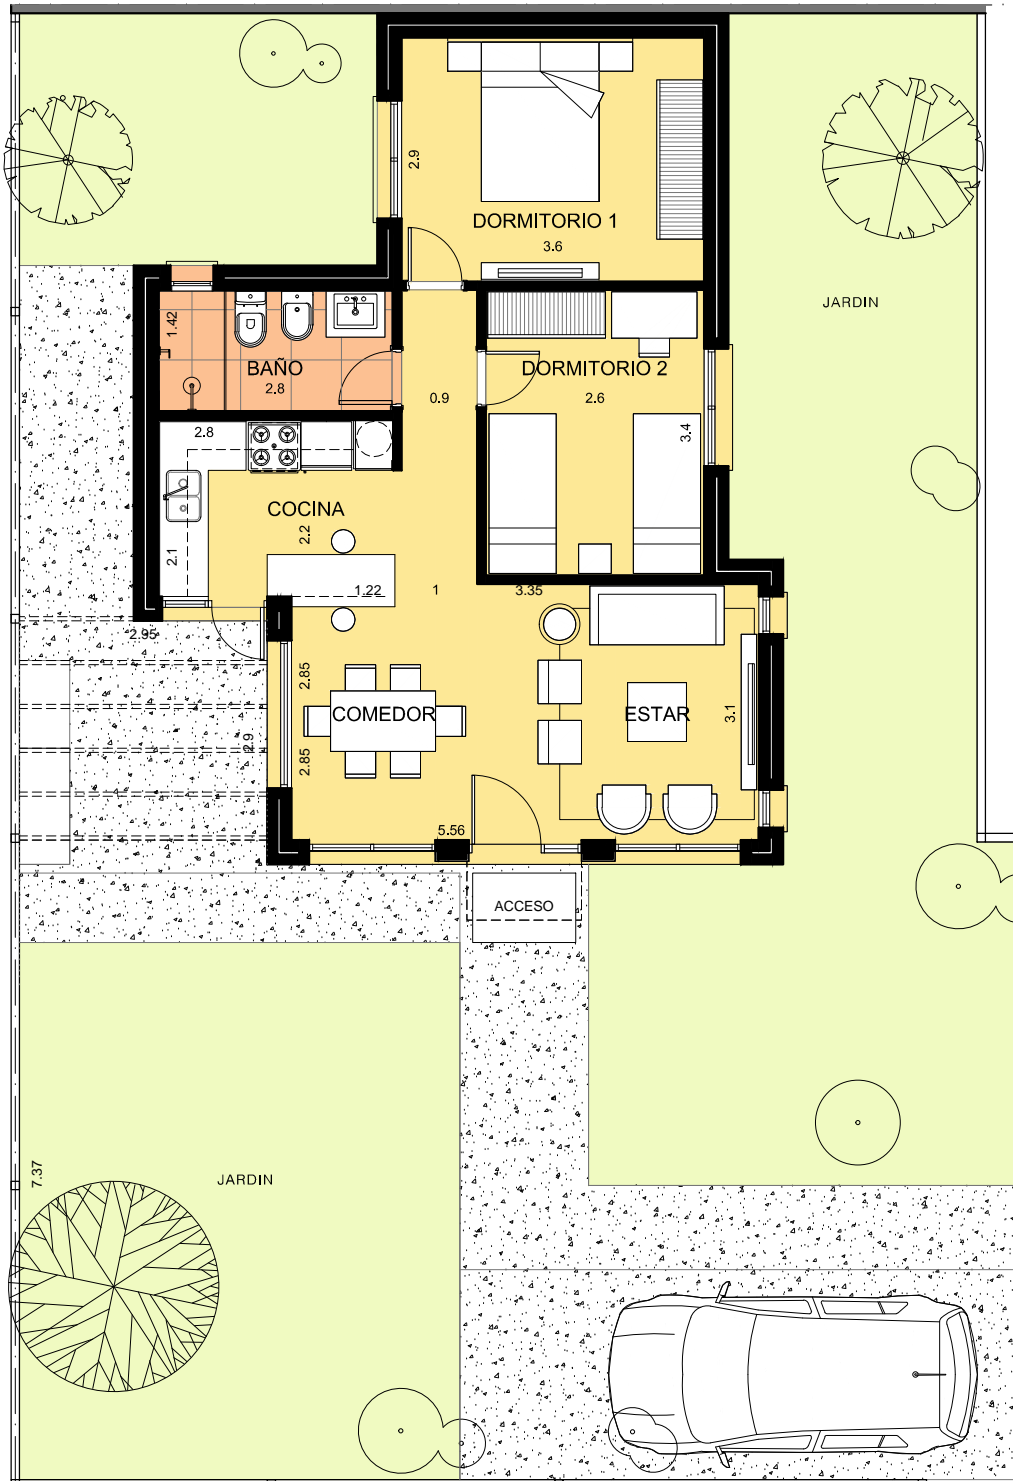 2.9
DORMITORIO 1
3.6
JARDIN
1.42
BAÑO
2.8
0.9
DORMITORIO 2
2.6
3.4
2.8
COCINA
2.2
2.1
1.22
1
3.35
2.95
2.85
COMEDOR
ESTAR
3.1
2.9
2.85
5.56
ACCESO
7.37
JARDIN